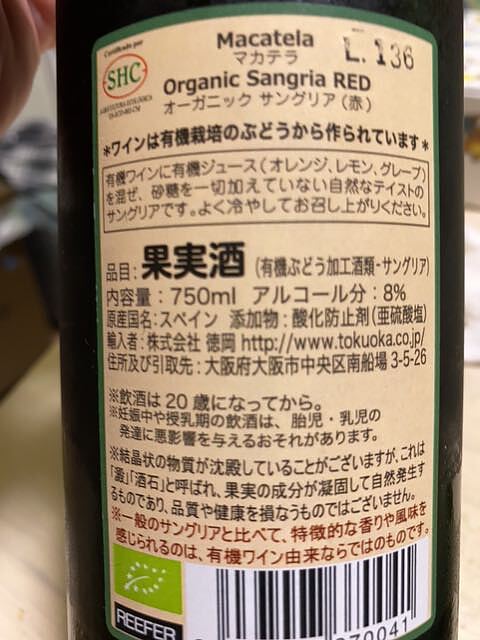 Certificado por
SHC
AGRICULTURA ECOLOGICA
Macatela
マカテラ
L.136
Organic Sangria RED
オーガニック サングリア（赤）
＊ワインは有機栽培のぶどうから作られています＊
有機ワインに有機ジュース（オレンジ、レモン、グレープ）
を混ぜ、砂糖を一切加えていない自然なテイストの
サングリアです。よく冷やしてお召し上がりください。
品目：果実酒（有機ぶどう加工酒類-サングリア）
内容量：750ml アルコール分：8%
原産国名：スペイン 添加物：酸化防止剤（亜硫酸塩）
輸入者：株式会社 徳岡 http://www.tokuoka.co.jp/
住所及び引取先：大阪府大阪市中央区南船場 3-5-26
※飲酒は 20 歳になってから。
※妊娠中や授乳期の飲酒は、胎児・乳児の
発達に悪影響を与えるおそれがあります。
※結晶状の物質が沈殿していることがございますが、これは
「澱」「酒石」と呼ばれ、果実の成分が凝固して自然発生す
るものであり、品質や健康を損なうものではございません。
※一般のサングリアと比べて、特徴的な香りや風味を
感じられるのは、有機ワイン由来ならではのものです。
REEFER